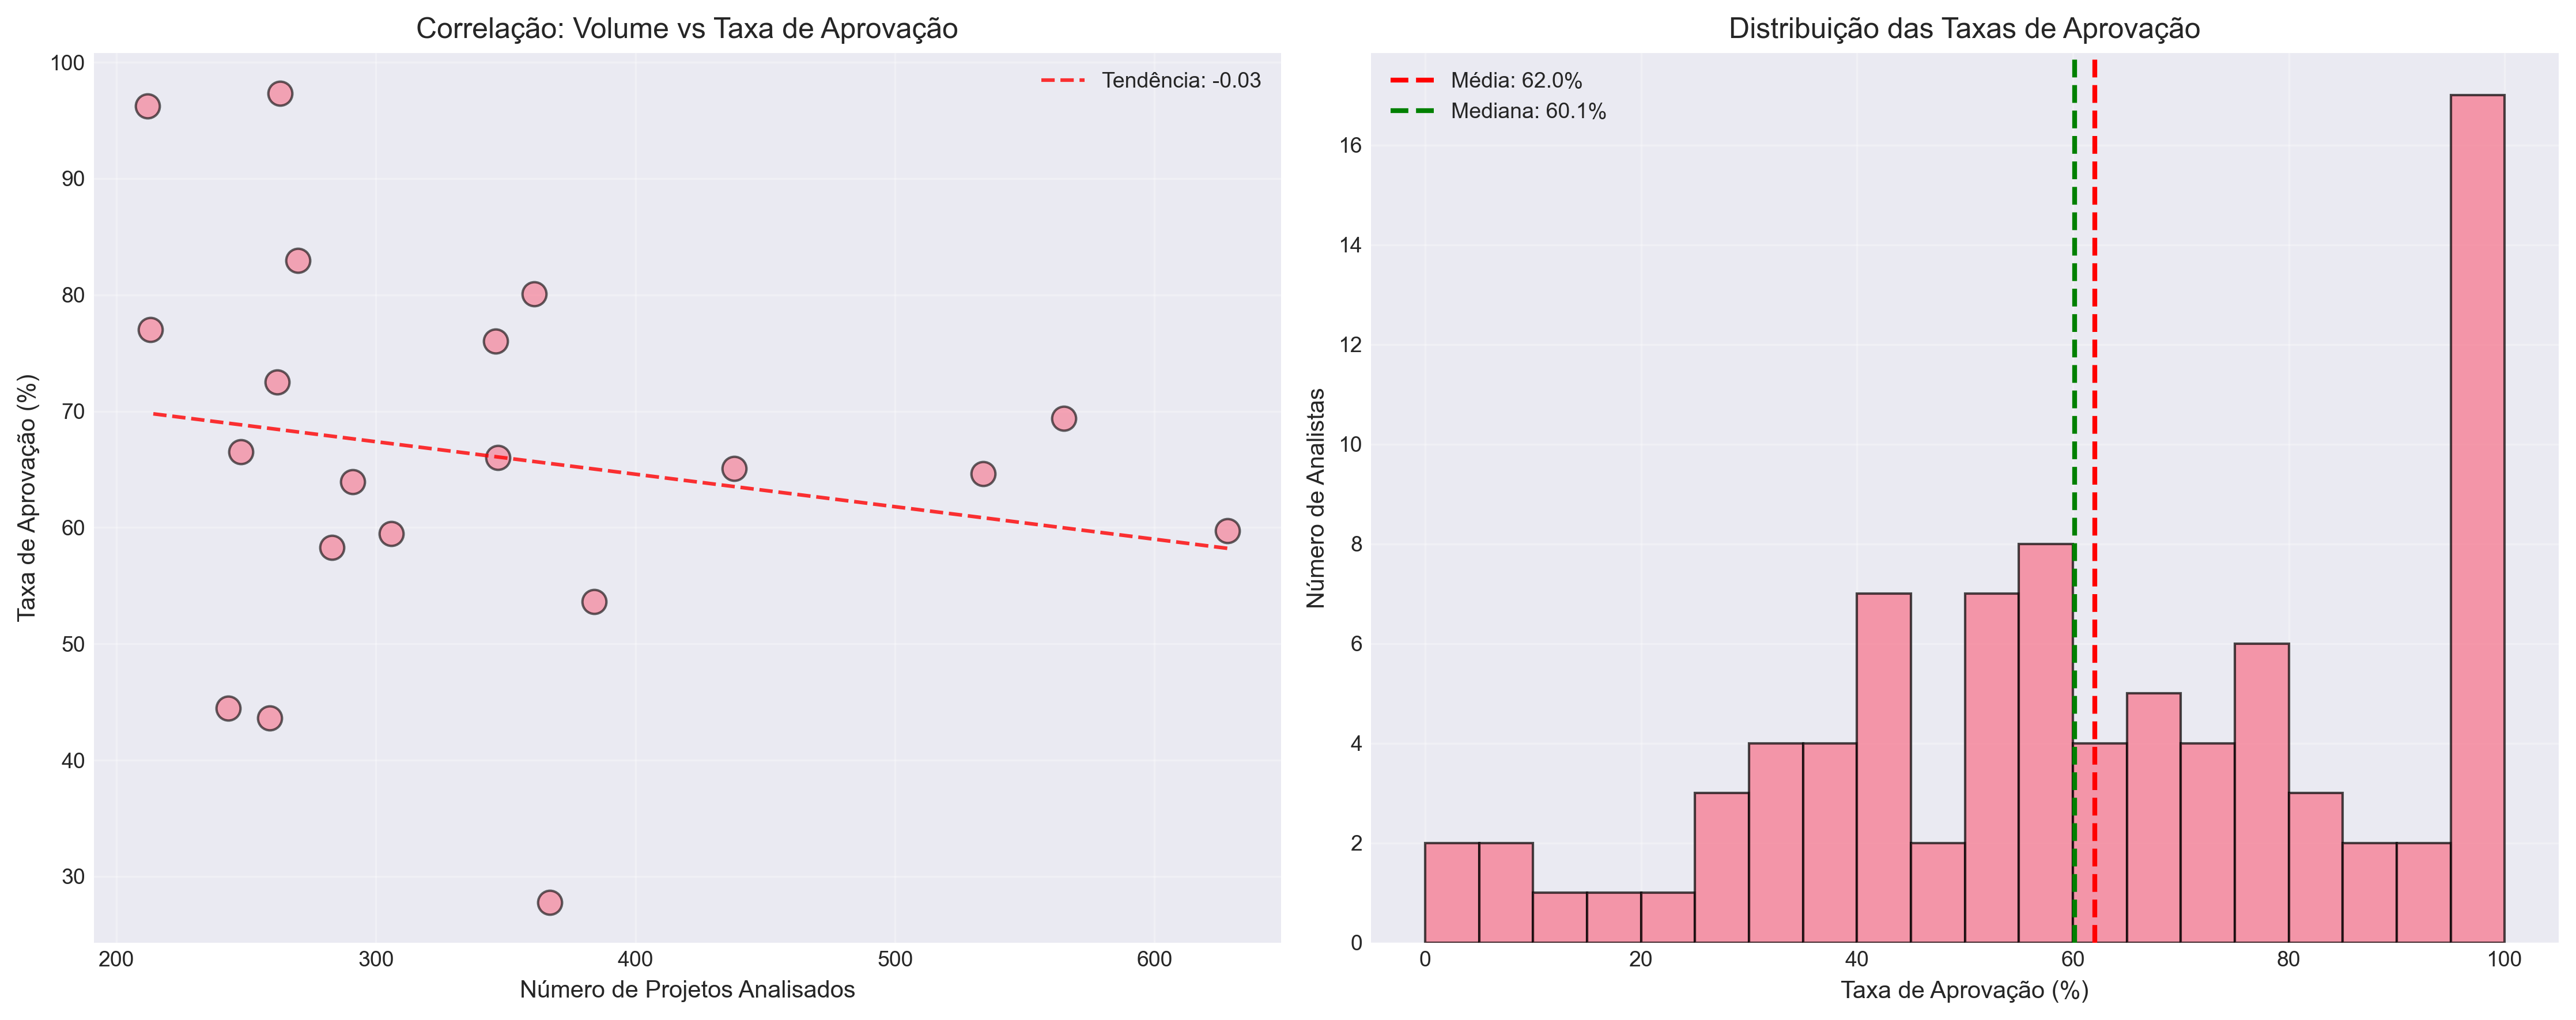 Correlação: Volume vs Taxa de Aprovação
Tendência: -0.03
Taxa de Aprovação (%)
100
90
80
70
60
50
40
30
200 300 400 500 600
Número de Projetos Analisados
Distribuição das Taxas de Aprovação
Média: 62.0%
Mediana: 60.1%
Número de Analistas
16
14
12
10
8
6
4
2
0
0 20 40 60 80 100
Taxa de Aprovação (%)